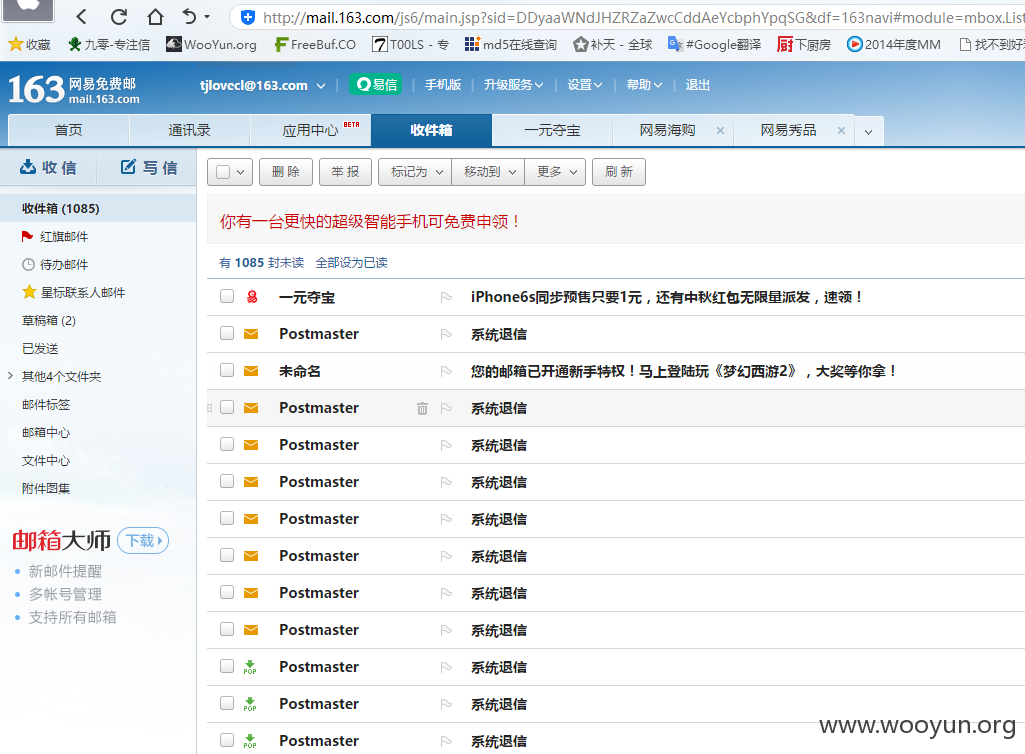 http://mail.163.com/js6/main.jsp?sid=DDyaaWNdJHZRZaZwcCddAeYcbphYpqSG&df=163navi#module=mbox.List
收藏 九零-专注信 WooYun.org FreeBuf.CO T00LS - 专 md5在线查询 补天 - 全球 #Google翻译 下厨房 2014年度MM 找不到好
163 网易免费邮 mail.163.com tjlovecl@163.com 易信 手机版 升级服务 设置 帮助 退出
首页 通讯录 应用中心 BETA 收件箱 一元夺宝 网易海购 × 网易秀品 ×
收信 写信 删除 举报 标记为 移动到 更多 刷新
收件箱 (1085)
红旗邮件
待办邮件
星标联系人邮件
草稿箱 (2)
已发送
其他4个文件夹
邮件标签
邮箱中心
文件中心
附件图集
邮箱大师 下载
新邮件提醒
多帐号管理
支持所有邮箱
你有一台更快的超级智能手机可免费申领！
有 1085 封未读 全部设为已读
一元夺宝 iPhone6s同步预售只要1元，还有中秋红包无限量派发，速领！
Postmaster 系统退信
未命名 您的邮箱已开通新手特权！马上登陆玩《梦幻西游2》，大奖等你拿！
Postmaster 系统退信
Postmaster 系统退信
Postmaster 系统退信
Postmaster 系统退信
Postmaster 系统退信
Postmaster 系统退信
Postmaster 系统退信
POP Postmaster 系统退信
POP Postmaster 系统退信
POP Postmaster 系统退信
www.wooyun.org